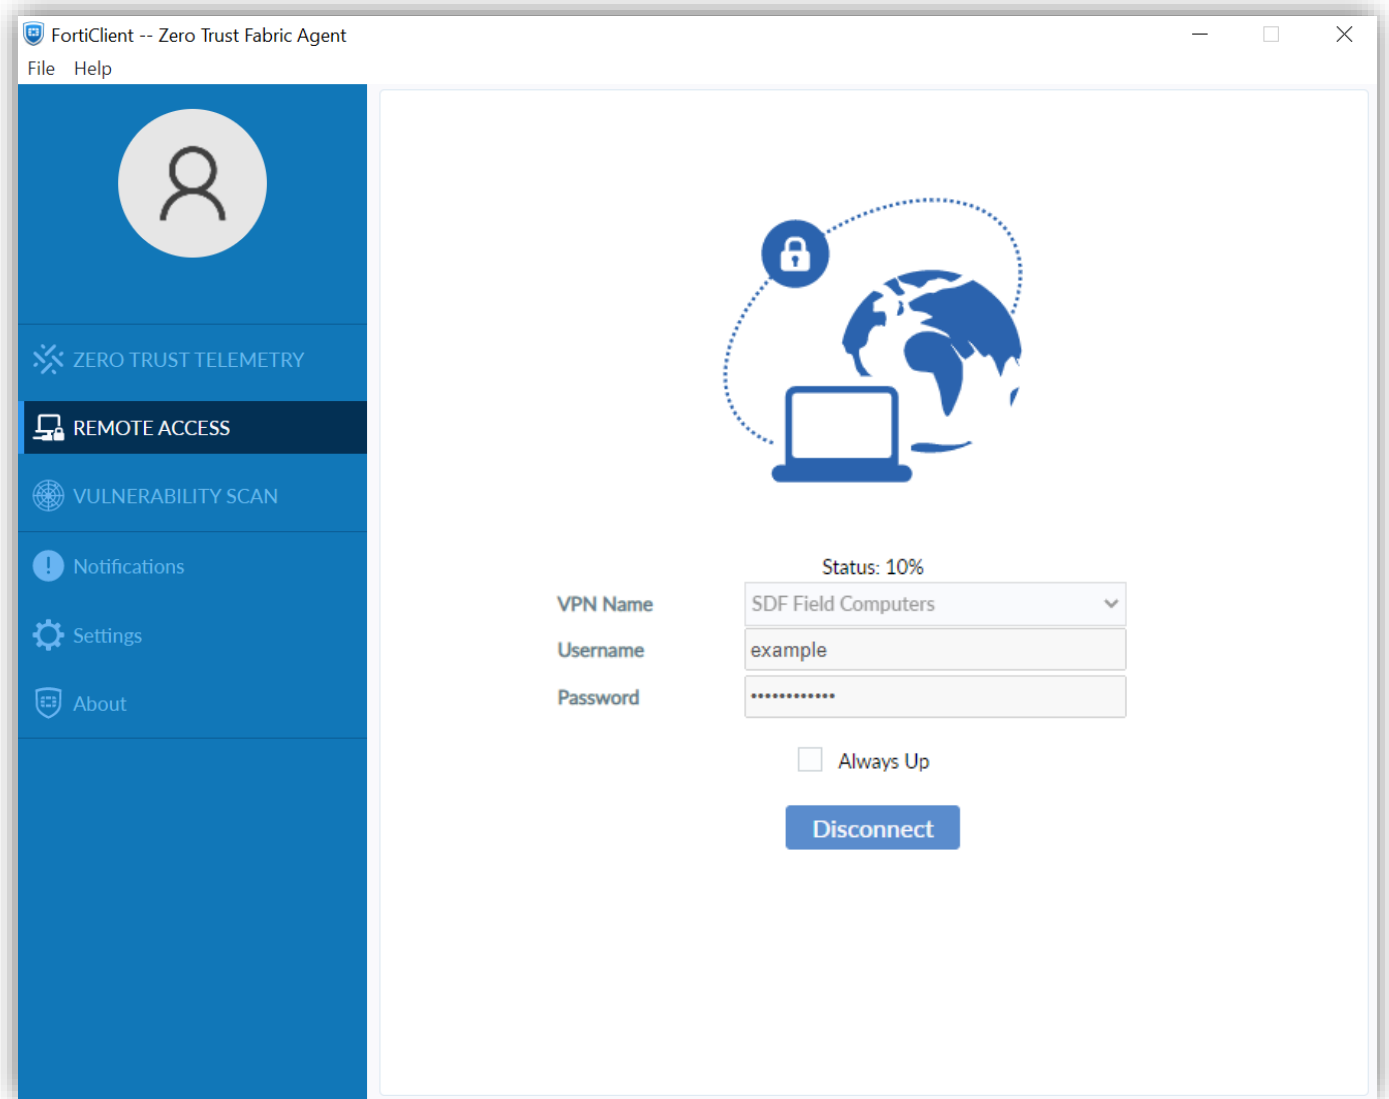 FortiClient -- Zero Trust Fabric Agent
File Help
ZERO TRUST TELEMETRY
REMOTE ACCESS
VULNERABILITY SCAN
Notifications
Settings
About
Status: 10%
VPN Name SDF Field Computers
Username example
Password ••••••••••••
Always Up
Disconnect